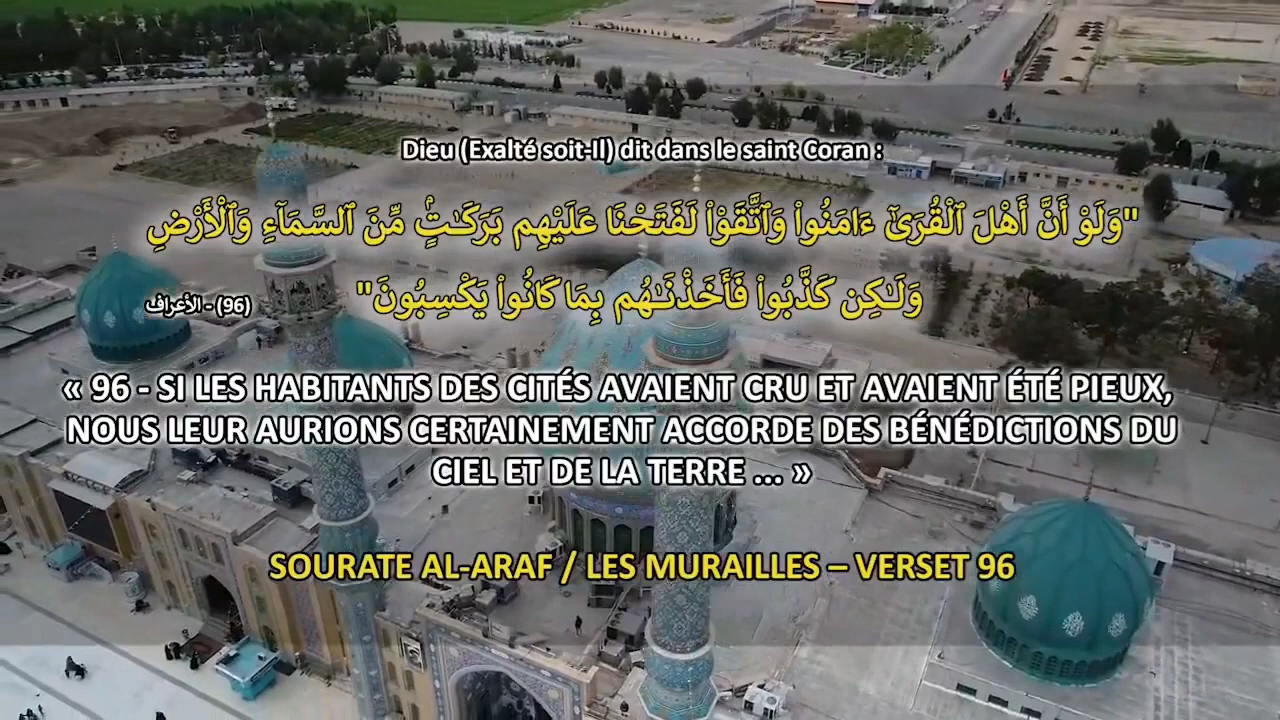 Dieu (Exalté soit-Il) dit dans le saint Coran :
"وَلَوْ أَنَّ أَهْلَ ٱلْقُرَىٰٓ ءَامَنُوا۟ وَٱتَّقَوْا۟ لَفَتَحْنَا عَلَيْهِم بَرَكَـٰتٍۢ مِّنَ ٱلسَّمَآءِ وَٱلْأَرْضِ
وَلَـٰكِن كَذَّبُوا۟ فَأَخَذْنَـٰهُم بِمَا كَانُوا۟ يَكْسِبُونَ"
(96) - الأعراف
« 96 - SI LES HABITANTS DES CITÉS AVAIENT CRU ET AVAIENT ÉTÉ PIEUX,
NOUS LEUR AURIONS CERTAINEMENT ACCORDE DES BÉNÉDICTIONS DU
CIEL ET DE LA TERRE ... »
SOURATE AL-ARAF / LES MURAILLES – VERSET 96